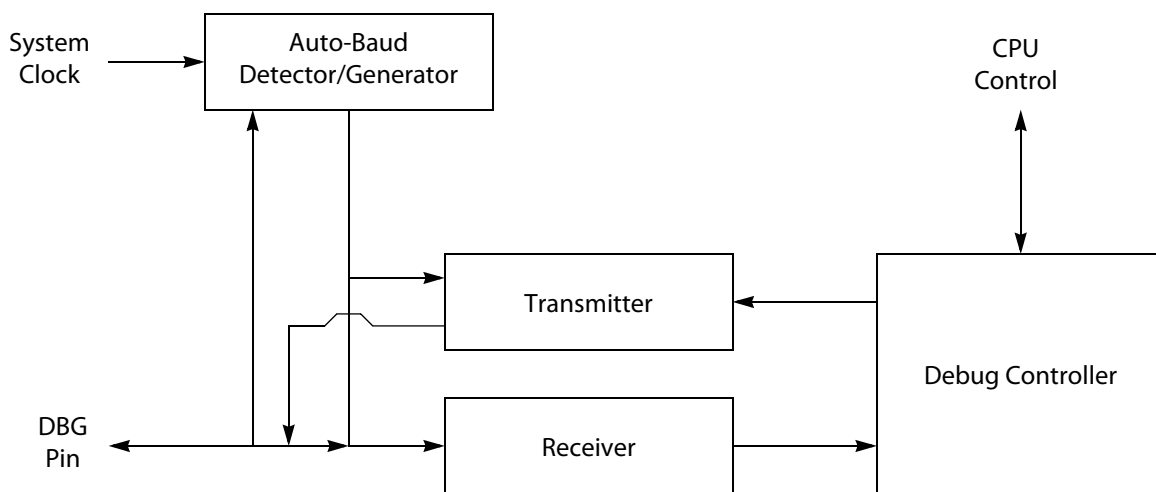 System
Clock
Auto-Baud
Detector/Generator
CPU
Control
Transmitter
Debug Controller
DBG
Pin
Receiver